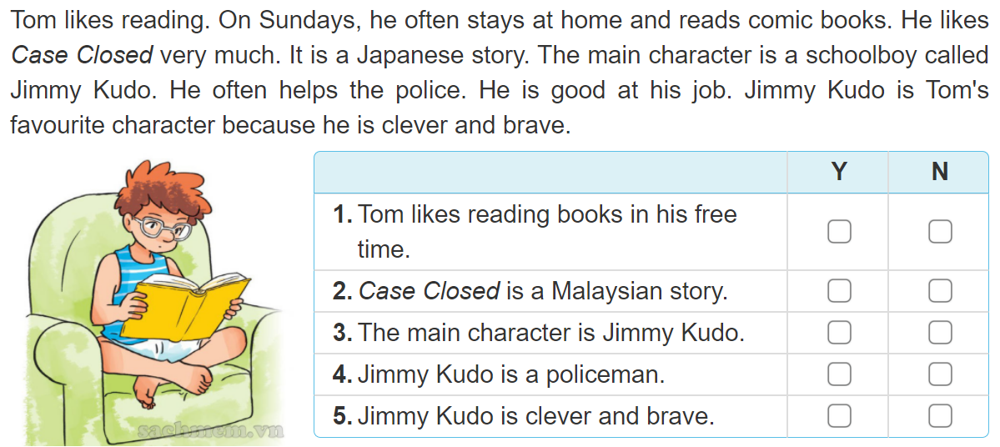 Tom likes reading. On Sundays, he often stays at home and reads comic books. He likes
Case Closed very much. It is a Japanese story. The main character is a schoolboy called
Jimmy Kudo. He often helps the police. He is good at his job. Jimmy Kudo is Tom's
favourite character because he is clever and brave.
Y N
1. Tom likes reading books in his free
time.
2. Case Closed is a Malaysian story.
3. The main character is Jimmy Kudo.
4. Jimmy Kudo is a policeman.
5. Jimmy Kudo is clever and brave.
sachmem.vn